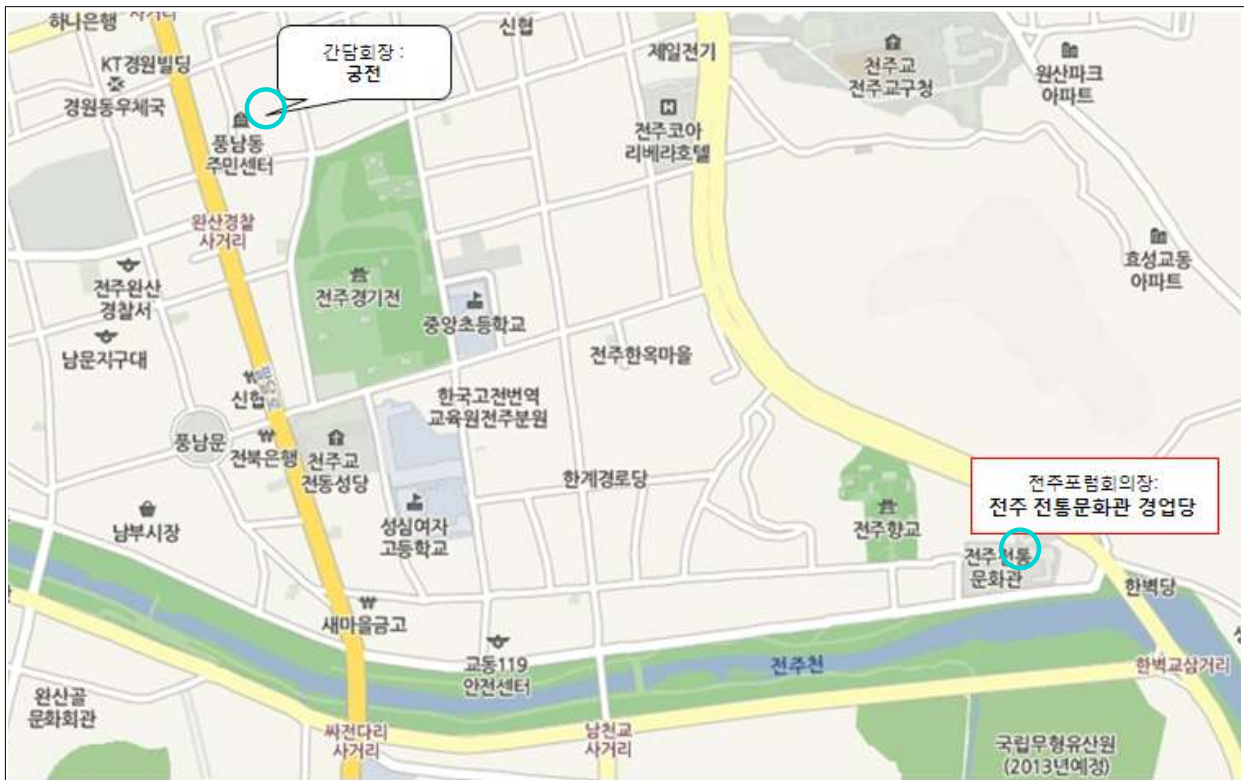 하나은행
사거리
신협
제일전기
간담회장 :
궁전
KT경원빌딩
경원동우체국
천주교
전주교구청
원산파크
아파트
전주코아
리베라호텔
풍남동
주민센터
완산경찰
사거리
효성교동
아파트
전주완산
경찰서
전주경기전
중앙초등학교
남문지구대
전주한옥마을
팔달로
신협
한국고전번역
교육원전주분원
풍남문
전북은행
천주교
전동성당
한계경로당
전주포럼회의장:
전주 전통문화관 경업당
남부시장
성심여자
고등학교
전주향교
전주전통
문화관
한벽당
새마을금고
교동119
안전센터
전주천
한벽교삼거리
완산골
문화회관
싸전다리
사거리
남천교
사거리
국립무형유산원
(2013년예정)